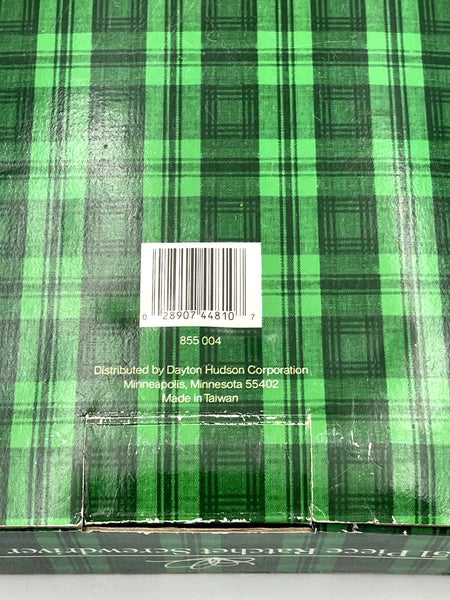 0 28907 44810 7
855 004
Distributed by Dayton Hudson Corporation
Minneapolis, Minnesota 55402
Made in Taiwan
51 Piece Ratchet Screwdriver